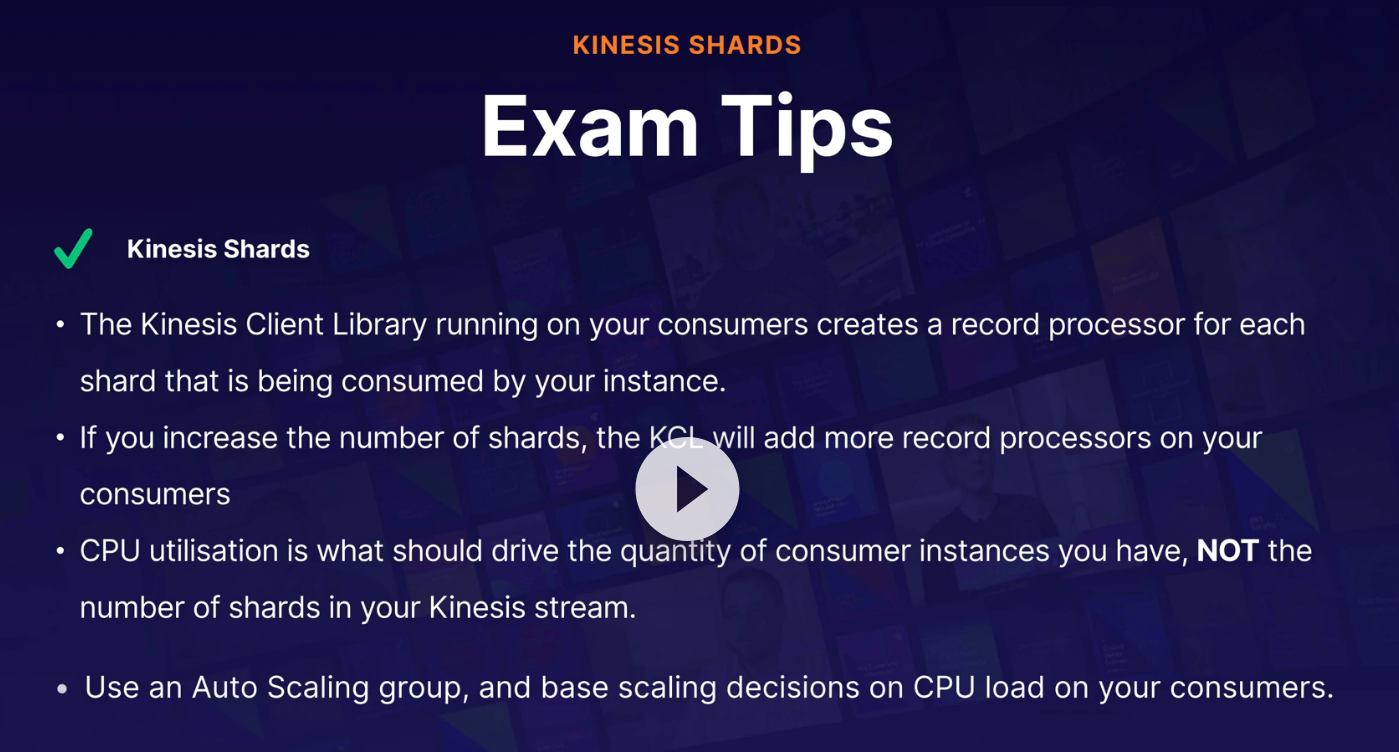 KINESIS SHARDS
Exam Tips
Kinesis Shards
• The Kinesis Client Library running on your consumers creates a record processor for each
shard that is being consumed by your instance.
• If you increase the number of shards, the KCL will add more record processors on your
consumers
• CPU utilisation is what should drive the quantity of consumer instances you have, NOT the
number of shards in your Kinesis stream.
• Use an Auto Scaling group, and base scaling decisions on CPU load on your consumers.